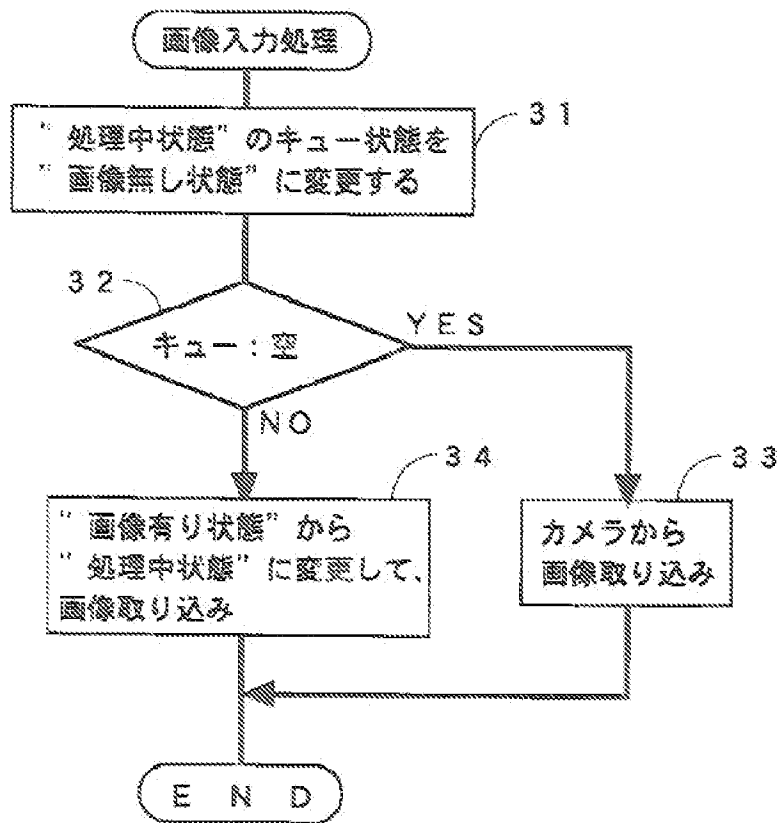 画像入力処理
31
"処理中状態"のキュー状態を
"画像無し状態"に変更する
32
キュー:空
YES
NO
34
"画像有り状態"から
"処理中状態"に変更して、
画像取り込み
33
カメラから
画像取り込み
END